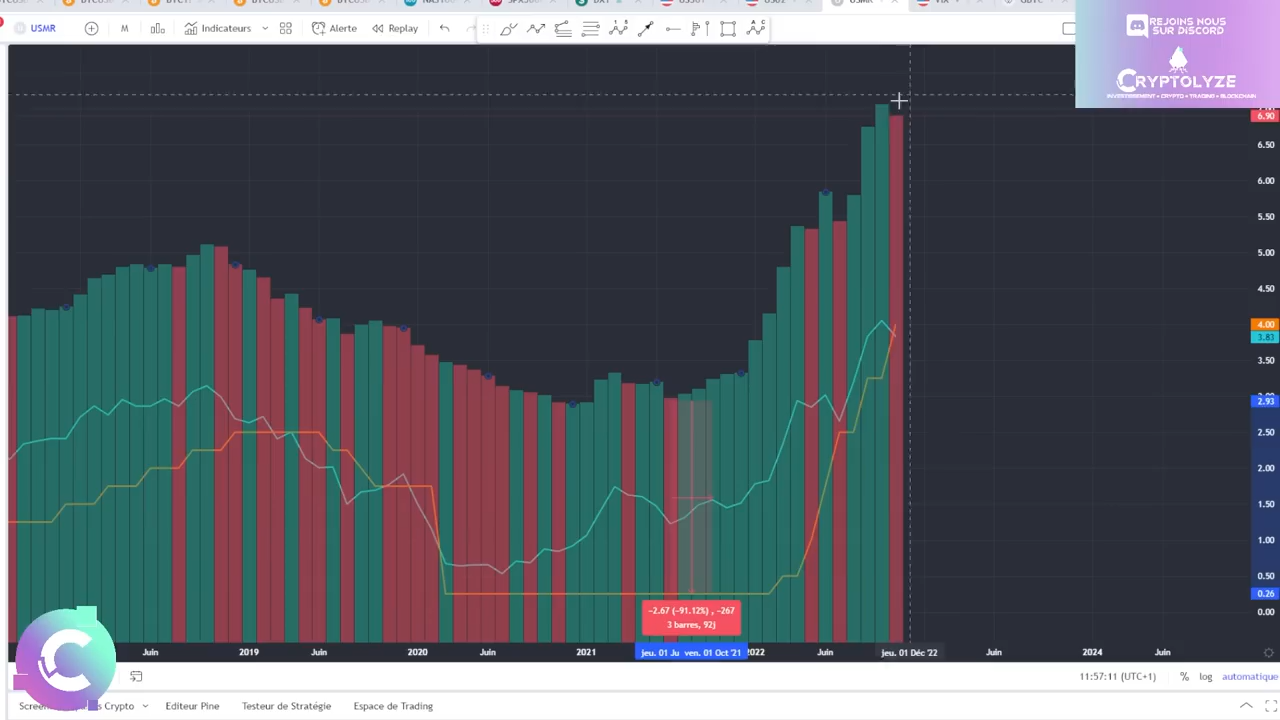 USMR
M
Indicateurs
Alerte
Replay
REJOINS NOUS
SUR DISCORD
CRYPTOLYZE
INVESTISSEMENT • CRYPTO • TRADING • BLOCKCHAIN
6.90
6.50
6.00
5.50
5.00
4.50
4.00
3.83
3.50
2.93
2.50
2.00
1.50
1.00
0.50
0.26
0.00
−2.67 (−91.12%) , −267
3 barres, 92j
Juin
2019
Juin
2020
Juin
2021
jeu. 01 Ju
ven. 01 Oct '21
2022
Juin
jeu. 01 Déc '22
Juin
2024
Juin
11:57:11 (UTC+1)
%
log
automatique
Crypto
Editeur Pine
Testeur de Stratégie
Espace de Trading